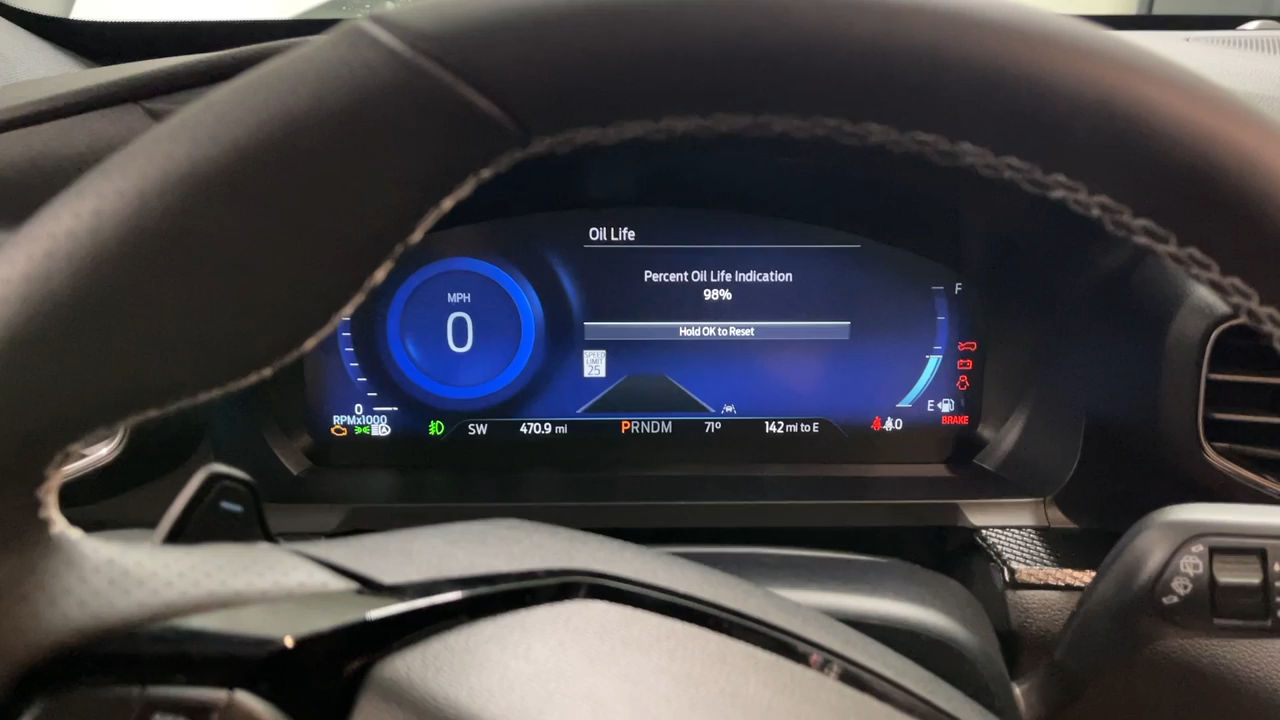 Oil Life
Percent Oil Life Indication
98%
Hold OK to Reset
MPH
0
SPEED
LIMIT
25
F
E
0
RPMx1000
BRAKE
SW
470.9 mi
PRNDM
71º
142 mi to E
0